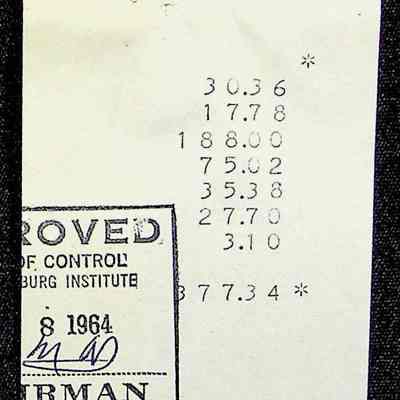 *
30.36
17.78
188.00
75.02
35.38
27.70
3.10
377.34 *
ROVED
OF CONTROL
BURG INSTITUTE
8 1964
IRMAN